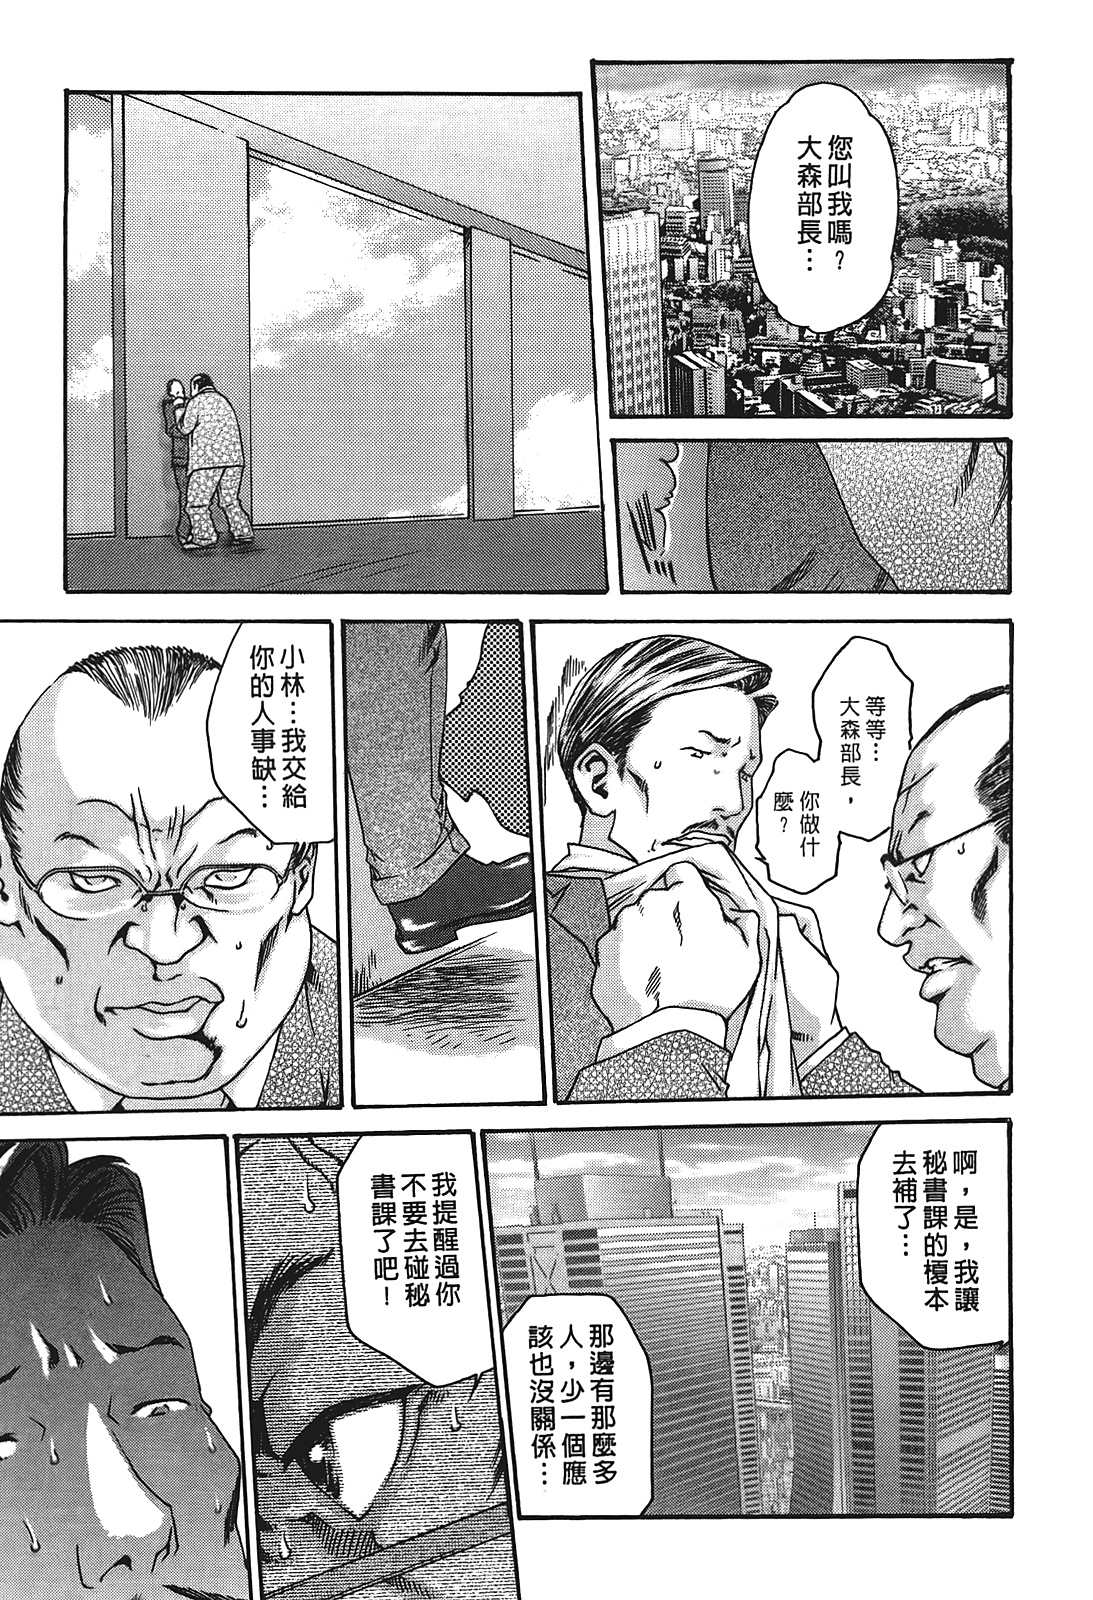 您叫我嗎？
大森部長…
等等…
大森部長，
你做什
麼？
小林…我交給
你的人事缺…
啊，是，我讓
秘書課的榎本
去補了…
那邊有那麼多
人，少一個應
該也沒關係…
我提醒過你
不要去碰秘
書課了吧！